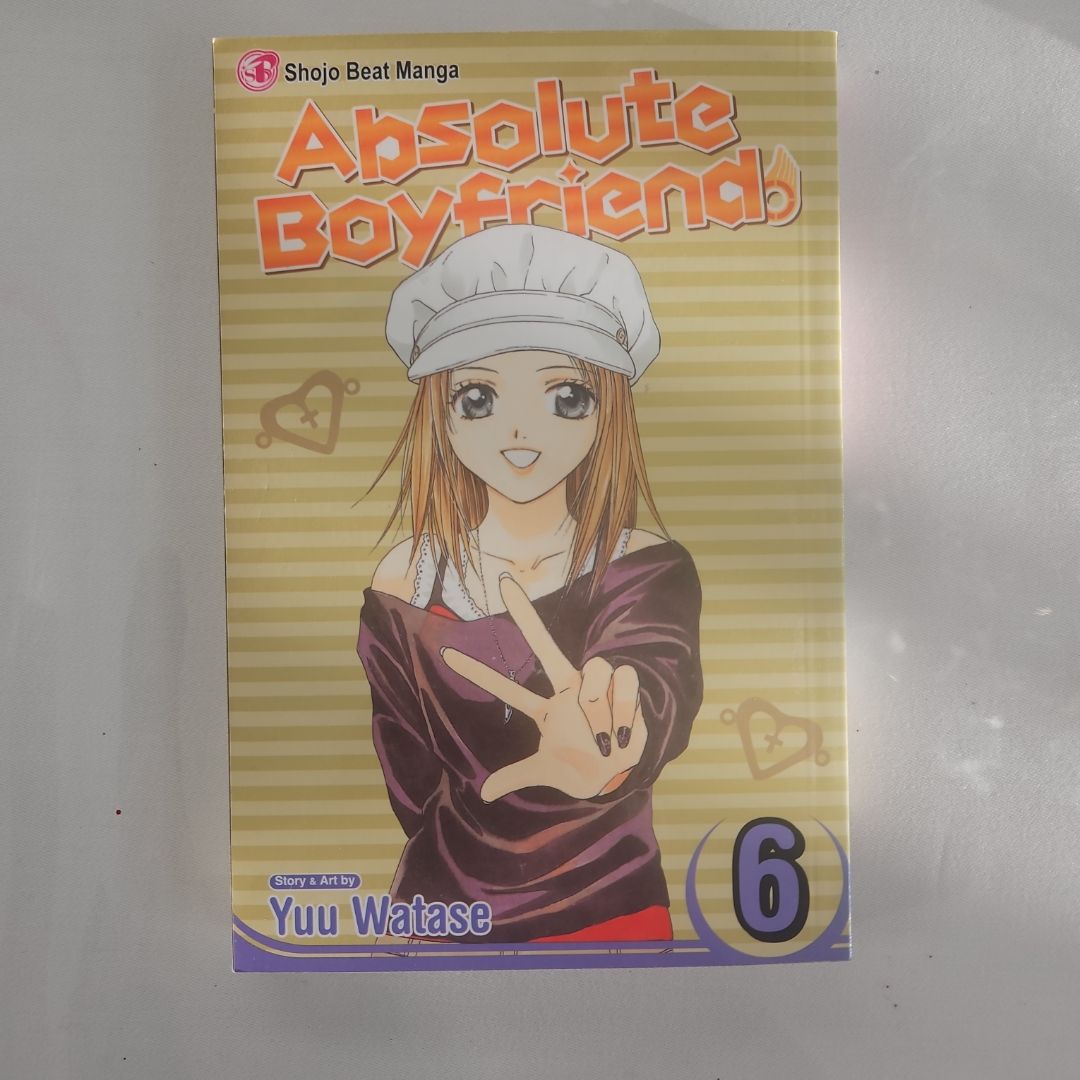 Shojo Beat Manga
Absolute
Boyfriend
Story & Art by
Yuu Watase
6